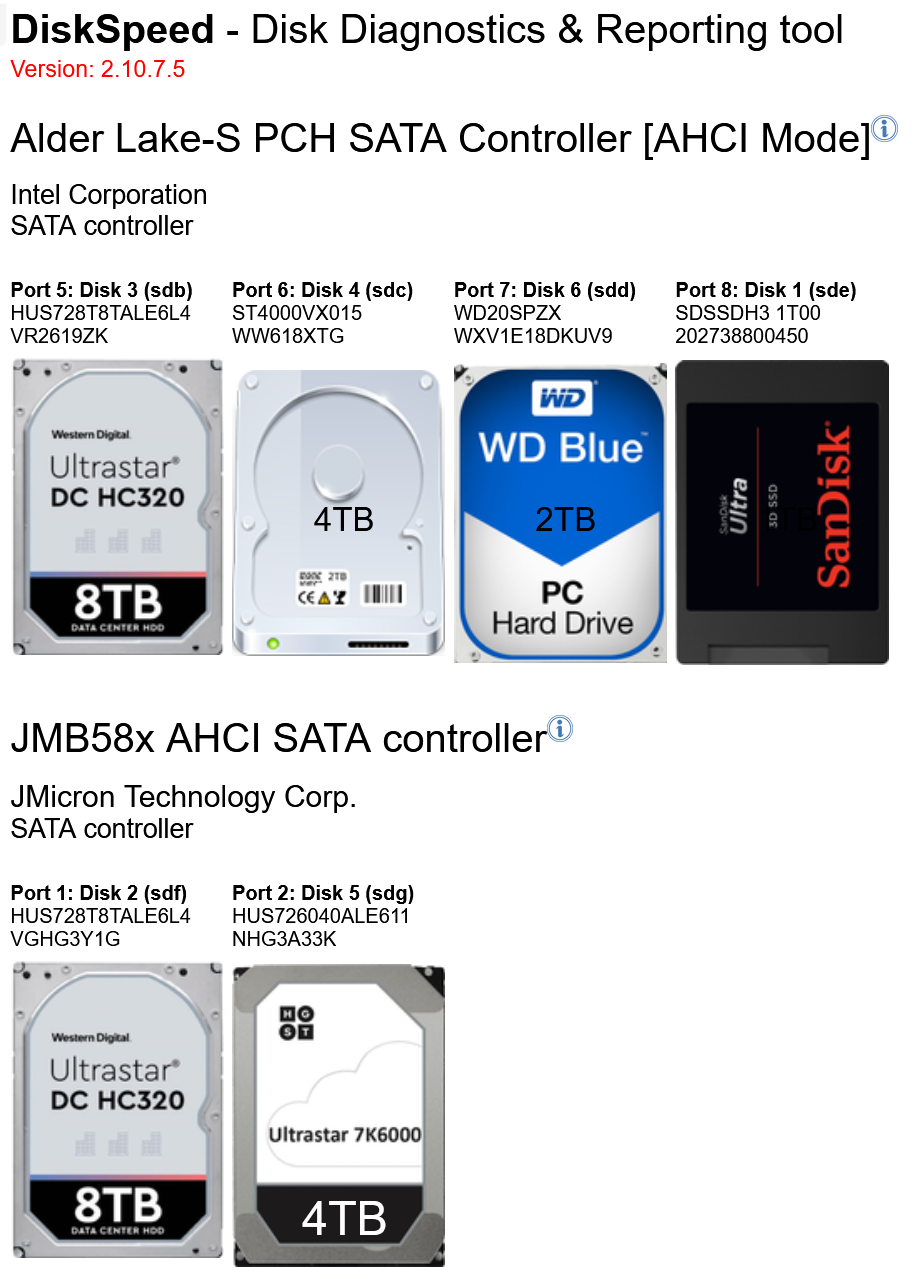 DiskSpeed - Disk Diagnostics & Reporting tool
Version: 2.10.7.5
Alder Lake-S PCH SATA Controller [AHCI Mode]
Intel Corporation
SATA controller
Port 5: Disk 3 (sdb)
HUS728T8TALE6L4
VR2619ZK
Western Digital
Ultrastar®
DC HC320
8TB
DATA CENTER HDD
Port 6: Disk 4 (sdc)
ST4000VX015
WW618XTG
4TB
2TB
CE
Port 7: Disk 6 (sdd)
WD20SPZX
WXV1E18DKUV9
WD
WD Blue™
2TB
PC
Hard Drive
Port 8: Disk 1 (sde)
SDSSDH3 1T00
202738800450
SanDisk
Ultra
3D SSD
TB
SanDisk®
JMB58x AHCI SATA controller
JMicron Technology Corp.
SATA controller
Port 1: Disk 2 (sdf)
HUS728T8TALE6L4
VGHG3Y1G
Western Digital
Ultrastar®
DC HC320
8TB
DATA CENTER HDD
Port 2: Disk 5 (sdg)
HUS726040ALE611
NHG3A33K
HG
ST
Ultrastar 7K6000
4TB